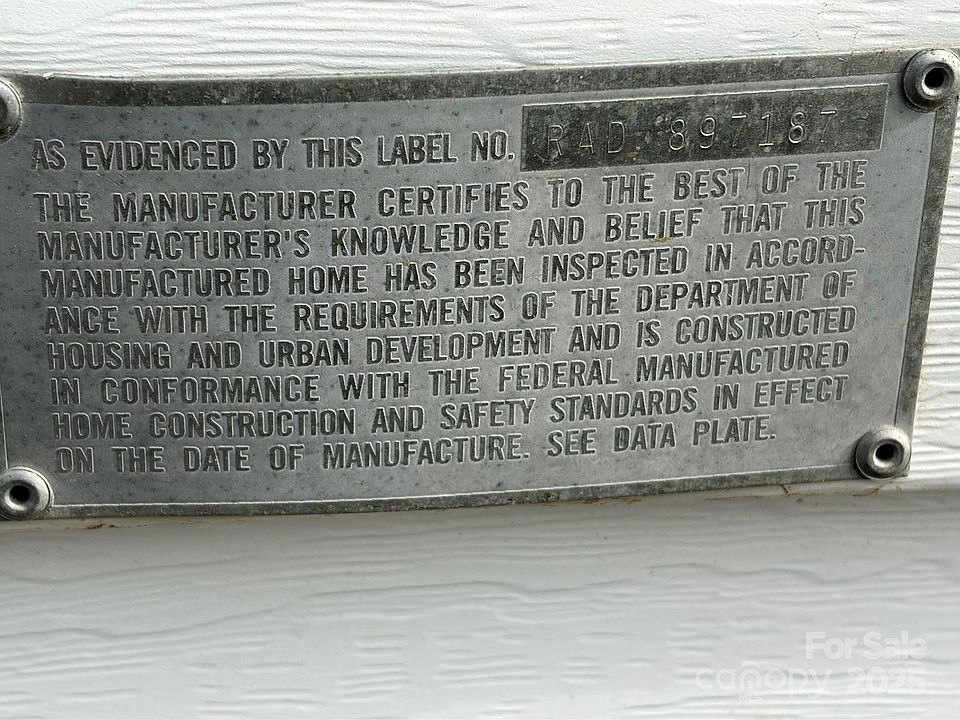 AS EVIDENCED BY THIS LABEL NO. RAD 897187
THE MANUFACTURER CERTIFIES TO THE BEST OF THE
MANUFACTURER'S KNOWLEDGE AND BELIEF THAT THIS
MANUFACTURED HOME HAS BEEN INSPECTED IN ACCORD-
ANCE WITH THE REQUIREMENTS OF THE DEPARTMENT OF
HOUSING AND URBAN DEVELOPMENT AND IS CONSTRUCTED
IN CONFORMANCE WITH THE FEDERAL MANUFACTURED
HOME CONSTRUCTION AND SAFETY STANDARDS IN EFFECT
ON THE DATE OF MANUFACTURE. SEE DATA PLATE.
For Sale
canopy 2025
MLS